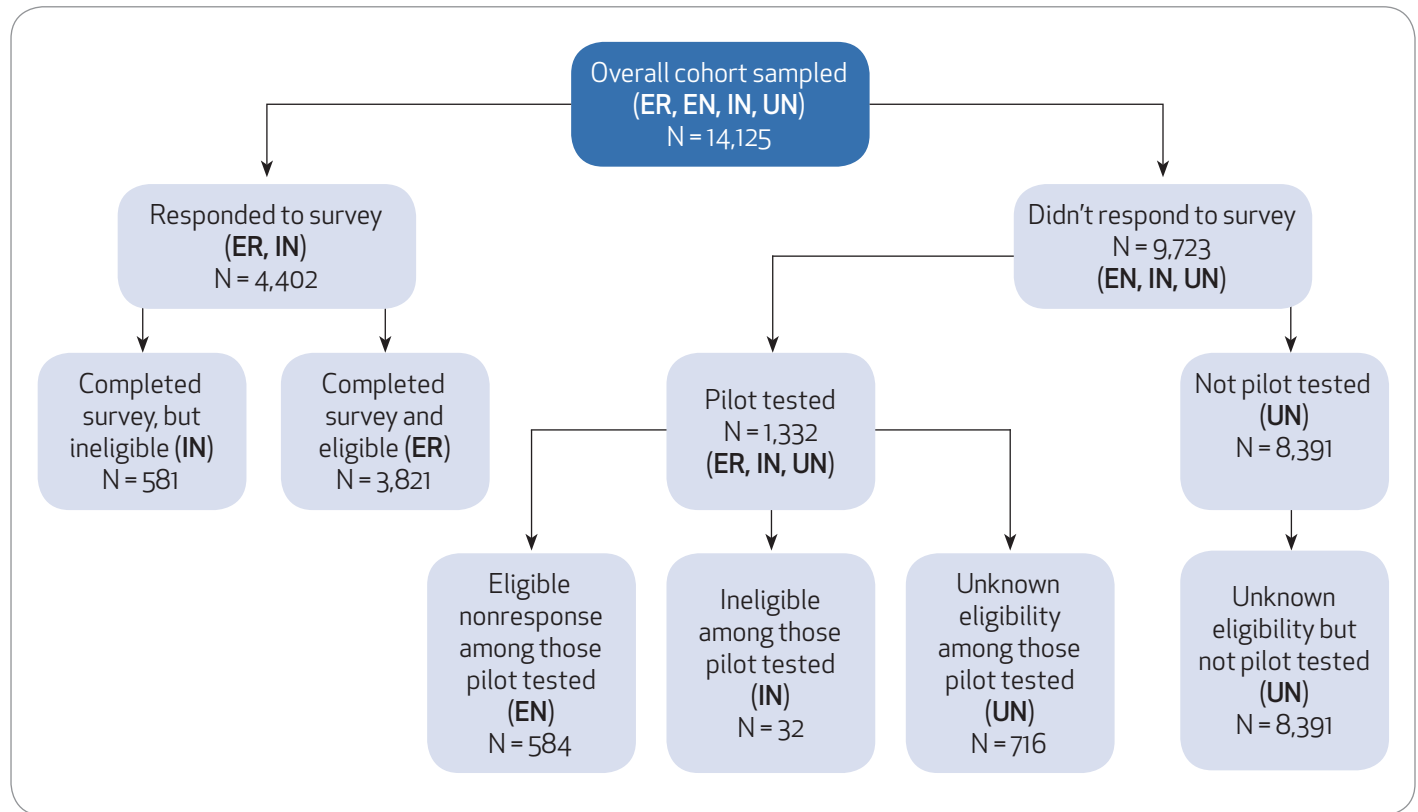 Overall cohort sampled
(ER, EN, IN, UN)
N = 14,125
Responded to survey
(ER, IN)
N = 4,402
Didn't respond to survey
N = 9,723
(EN, IN, UN)
Completed
survey, but
ineligible (IN)
N = 581
Completed
survey and
eligible (ER)
N = 3,821
Pilot tested
N = 1,332
(ER, IN, UN)
Not pilot tested
(UN)
N = 8,391
Eligible
nonresponse
among those
pilot tested
(EN)
N = 584
Ineligible
among those
pilot tested
(IN)
N = 32
Unknown
eligibility
among those
pilot tested
(UN)
N = 716
Unknown
eligibility but
not pilot tested
(UN)
N = 8,391